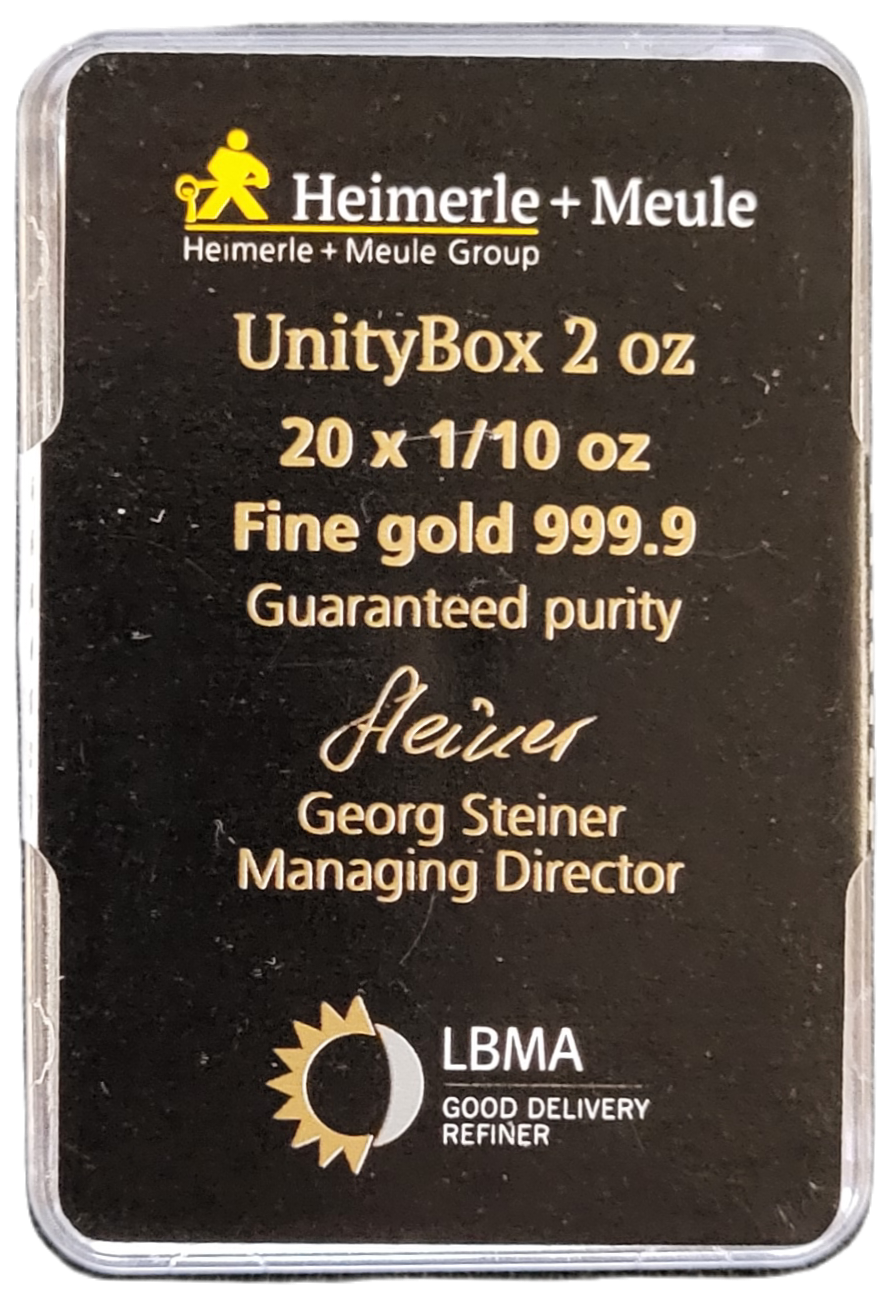 Heimerle + Meule
Heimerle + Meule Group
UnityBox 2 oz
20 x 1/10 oz
Fine gold 999.9
Guaranteed purity
Steiner
Georg Steiner
Managing Director
LBMA
GOOD DELIVERY
REFINER